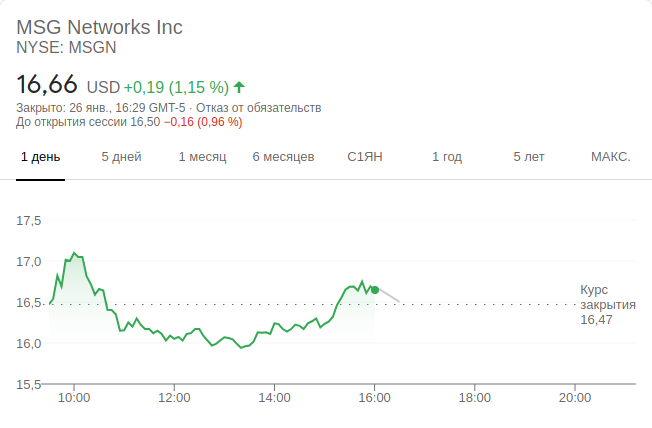 MSG Networks Inc
NYSE: MSGN
16,66 USD +0,19 (1,15 %)
Закрыто: 26 янв., 16:29 GMT-5 · Отказ от обязательств
До открытия сессии 16,50 −0,16 (0,96 %)
1 день 5 дней 1 месяц 6 месяцев С1ЯН 1 год 5 лет МАКС.
17,5
17,0
16,5
16,0
15,5
Курс
закрытия
16,47
10:00 12:00 14:00 16:00 18:00 20:00